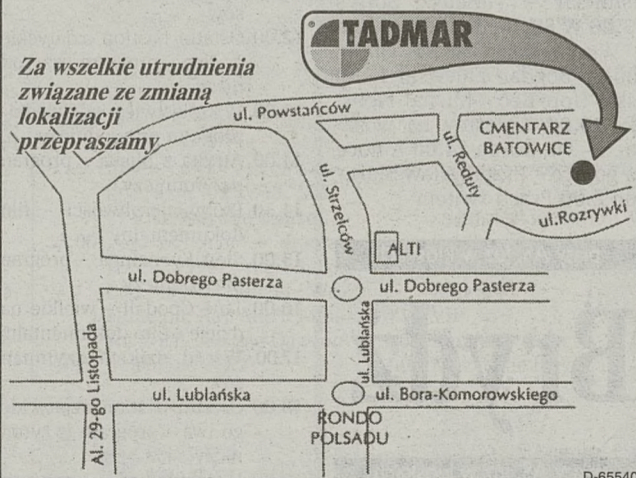 TADMAR
Za wszelkie utrudnienia
związane ze zmianą
lokalizacji
przepraszamy
ul. Powstańców
CMENTARZ
BATOWICE
ul. Reduty
ul.Rozrywki
ul. Strzelców
ALTI
ul. Dobrego Pasterza
ul. Dobrego Pasterza
ul. Lublańska
Al. 29-go Listopada
ul. Lublańska
ul. Bora-Komorowskiego
RONDO
POLSADU
D-65540